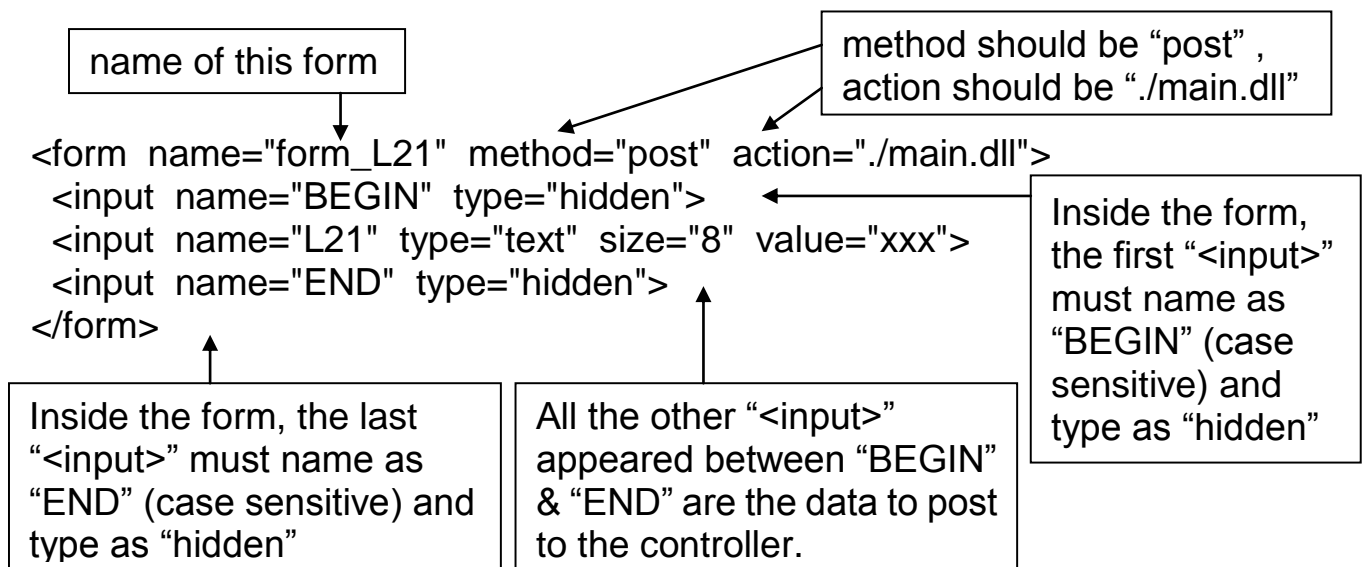 name of this form
method should be “post” ,
action should be “./main.dll”
<form name="form_L21" method="post" action="./main.dll">
<input name="BEGIN" type="hidden">
<input name="L21" type="text" size="8" value="xxx">
<input name="END" type="hidden">
</form>
Inside the form,
the first “<input>”
must name as
“BEGIN” (case
sensitive) and
type as “hidden”
Inside the form, the last
“<input>” must name as
“END” (case sensitive) and
type as “hidden”
All the other “<input>”
appeared between “BEGIN”
& “END” are the data to post
to the controller.